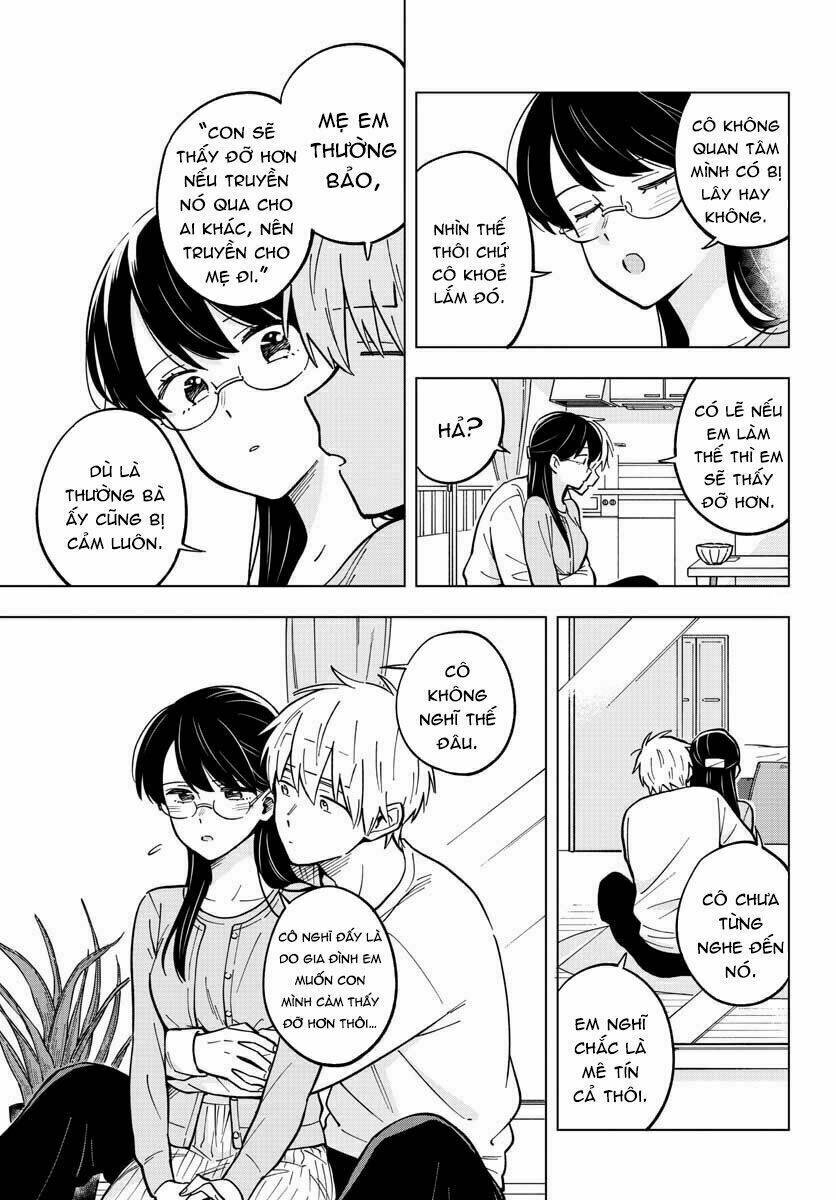 CÔ KHÔNG
QUAN TÂM
MÌNH CÓ BỊ
LÂY HAY
KHÔNG.
NHÌN THẾ
THÔI CHỨ
CÔ KHOẺ
LẮM ĐÓ.
MẸ EM
THƯỜNG
BẢO,
“CON SẼ
THẤY ĐỠ HƠN
NẾU TRUYỀN
NÓ QUA CHO
AI KHÁC, NÊN
TRUYỀN CHO
MẸ ĐI.”
DÙ LÀ
THƯỜNG BÀ
ẤY CŨNG BỊ
CẢM LUÔN.
CÓ LẼ NẾU
EM LÀM
THẾ THÌ EM
SẼ THẤY
ĐỠ HƠN.
HẢ?
CÔ CHƯA
TỪNG
NGHE ĐẾN
NÓ.
EM NGHĨ
CHẮC LÀ
MÊ TÍN
CẢ THÔI.
CÔ
KHÔNG
NGHĨ THẾ
ĐÂU.
CÔ NGHĨ ĐẤY LÀ
DO GIA ĐÌNH EM
MUỐN CON
MÌNH CẢM THẤY
ĐỠ HƠN THÔI...